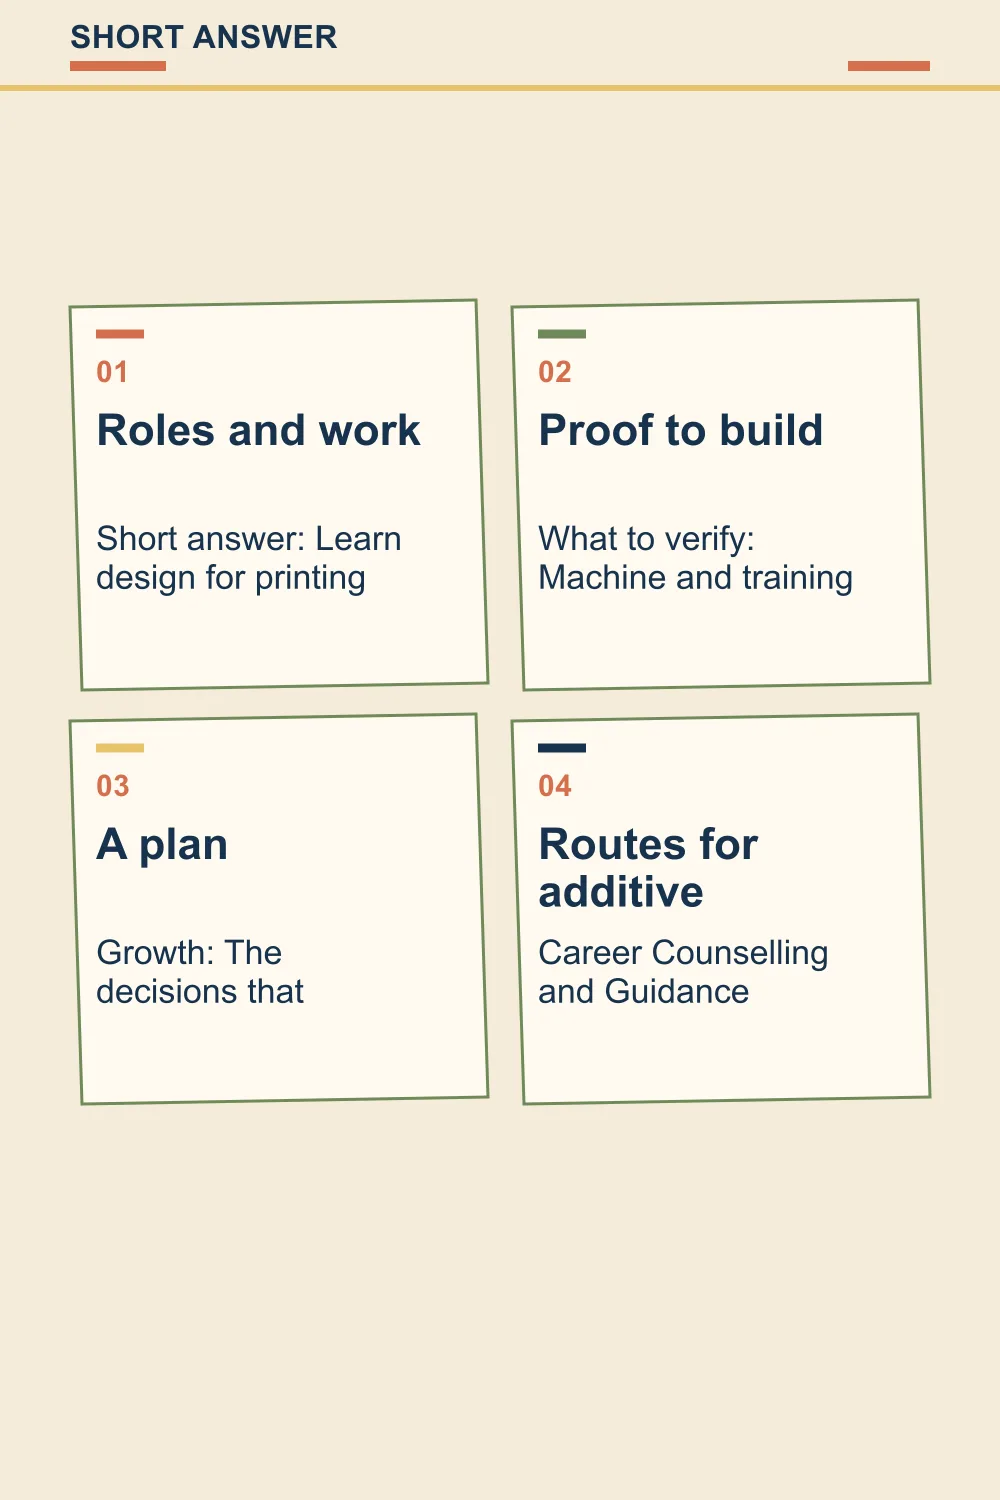 SHORT ANSWER
01
Roles and work
Short answer: Learn
design for printing
02
Proof to build
What to verify:
Machine and training
03
A plan
Growth: The
decisions that
04
Routes for
additive
Career Counselling
and Guidance